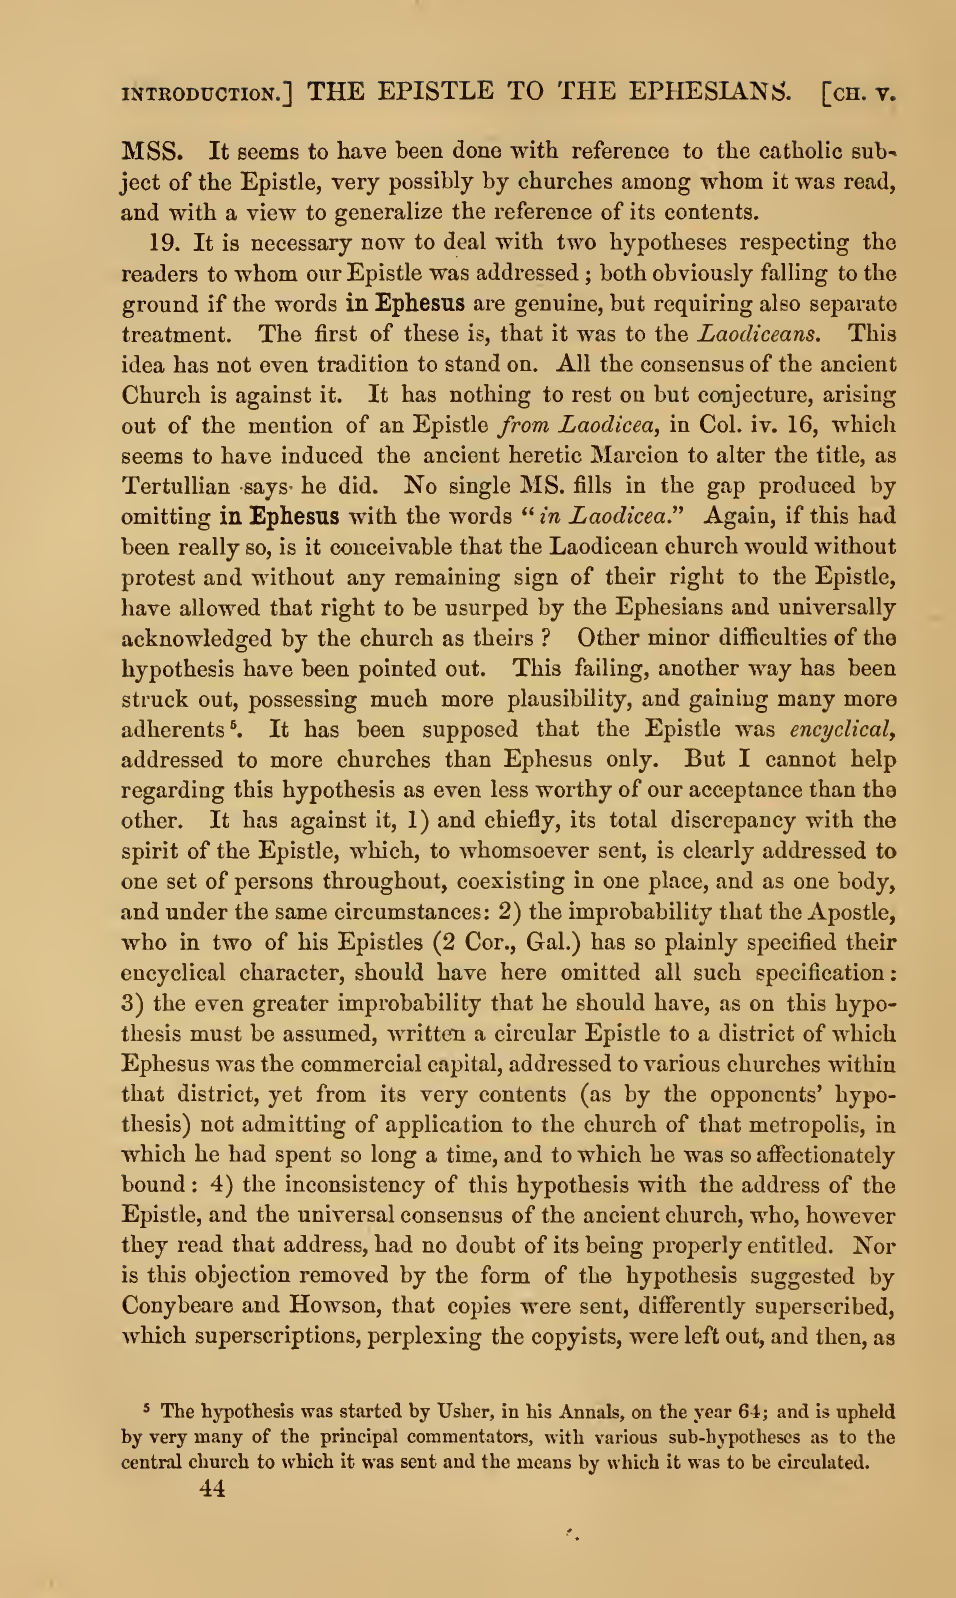 INTRODUCTION.] THE EPISTLE TO THE EPHESIANS. [CH. V.
MSS. It seems to have been done with reference to the catholic sub-
ject of the Epistle, very possibly by churches among whom it was read,
and with a view to generalize the reference of its contents.
19. It is necessary now to deal with two hypotheses respecting the
readers to whom our Epistle was addressed ; both obviously falling to the
ground if the words in Ephesus are genuine, but requiring also separate
treatment. The first of these is, that it was to the Laodiceans. This
idea has not even tradition to stand on. All the consensus of the ancient
Church is against it. It has nothing to rest on but conjecture, arising
out of the mention of an Epistle from Laodicea, in Col. iv. 16, which
seems to have induced the ancient heretic Marcion to alter the title, as
Tertullian says he did. No single MS. fills in the gap produced by
omitting in Ephesus with the words “in Laodicea.” Again, if this had
been really so, is it conceivable that the Laodicean church would without
protest and without any remaining sign of their right to the Epistle,
have allowed that right to be usurped by the Ephesians and universally
acknowledged by the church as theirs ? Other minor difficulties of the
hypothesis have been pointed out. This failing, another way has been
struck out, possessing much more plausibility, and gaining many more
adherents ⁵. It has been supposed that the Epistle was encyclical,
addressed to more churches than Ephesus only. But I cannot help
regarding this hypothesis as even less worthy of our acceptance than the
other. It has against it, 1) and chiefly, its total discrepancy with the
spirit of the Epistle, which, to whomsoever sent, is clearly addressed to
one set of persons throughout, coexisting in one place, and as one body,
and under the same circumstances: 2) the improbability that the Apostle,
who in two of his Epistles (2 Cor., Gal.) has so plainly specified their
encyclical character, should have here omitted all such specification :
3) the even greater improbability that he should have, as on this hypo-
thesis must be assumed, written a circular Epistle to a district of which
Ephesus was the commercial capital, addressed to various churches within
that district, yet from its very contents (as by the opponents’ hypo-
thesis) not admitting of application to the church of that metropolis, in
which he had spent so long a time, and to which he was so affectionately
bound : 4) the inconsistency of this hypothesis with the address of the
Epistle, and the universal consensus of the ancient church, who, however
they read that address, had no doubt of its being properly entitled. Nor
is this objection removed by the form of the hypothesis suggested by
Conybeare and Howson, that copies were sent, differently superscribed,
which superscriptions, perplexing the copyists, were left out, and then, as
⁵ The hypothesis was started by Usher, in his Annals, on the year 64; and is upheld
by very many of the principal commentators, with various sub-hypotheses as to the
central church to which it was sent and the means by which it was to be circulated.
44